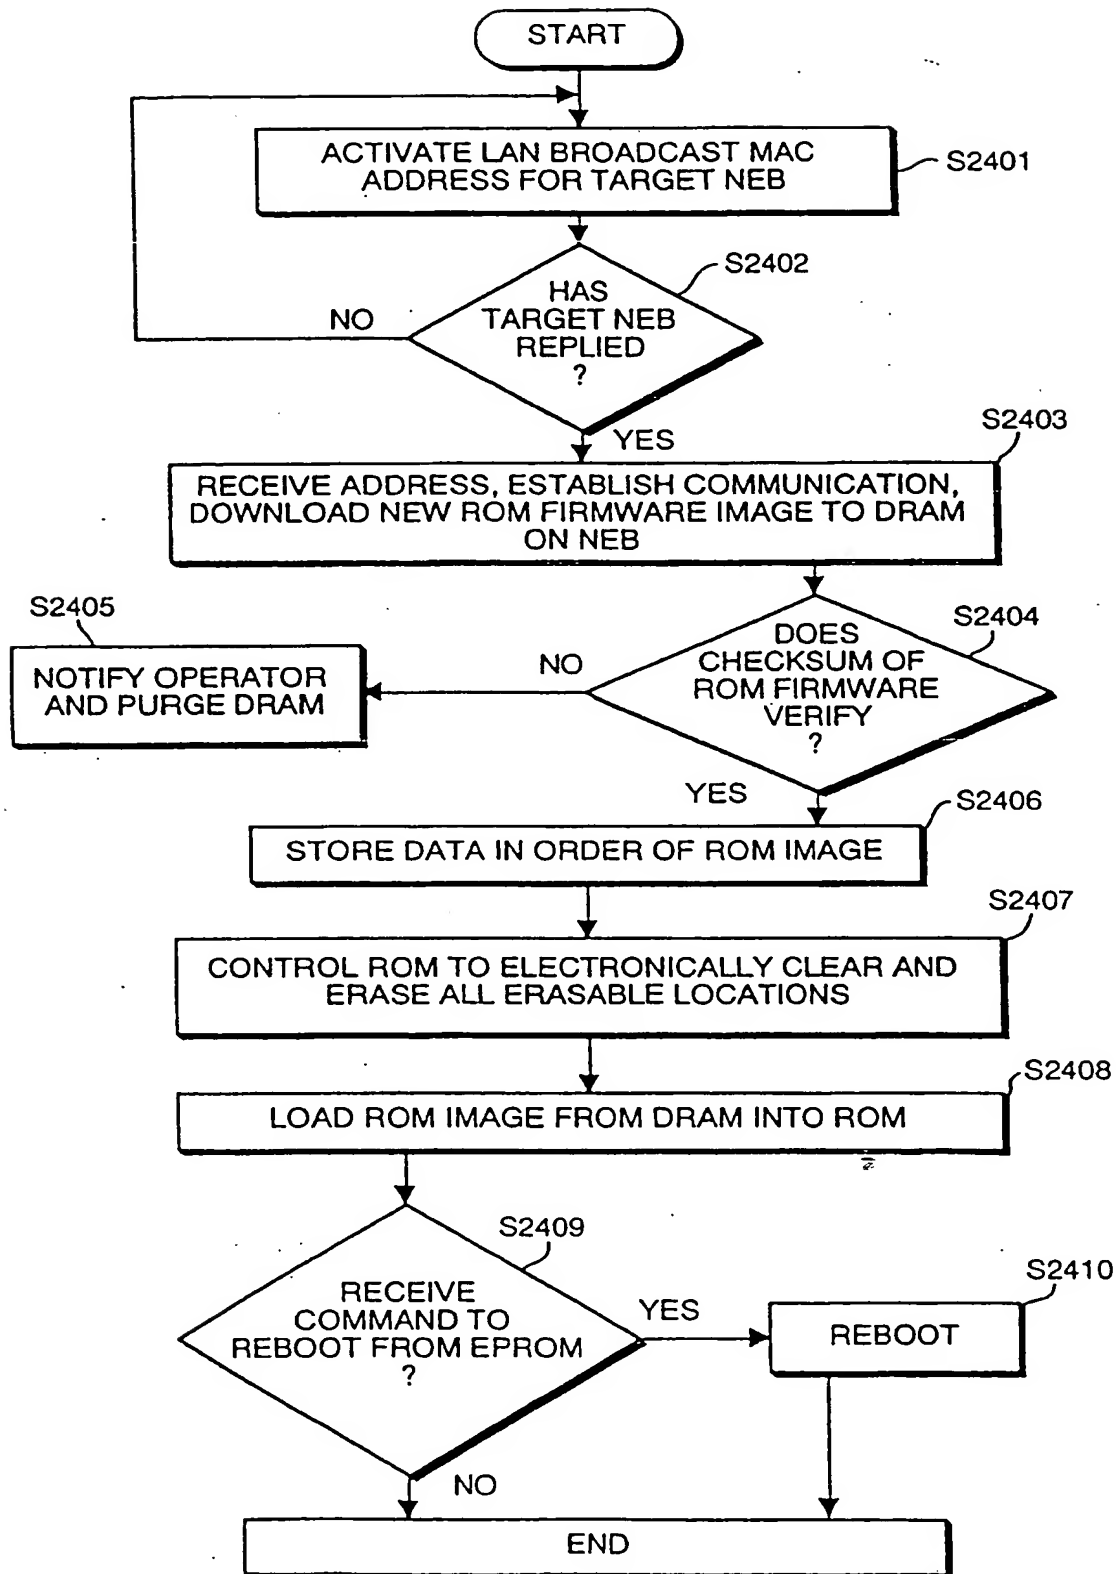 START
ACTIVATE LAN BROADCAST MAC
ADDRESS FOR TARGET NEB
S2401
S2402
HAS
TARGET NEB
REPLIED
?
NO
YES
S2403
RECEIVE ADDRESS, ESTABLISH COMMUNICATION,
DOWNLOAD NEW ROM FIRMWARE IMAGE TO DRAM
ON NEB
S2405
NOTIFY OPERATOR
AND PURGE DRAM
NO
S2404
DOES
CHECKSUM OF
ROM FIRMWARE
VERIFY
?
YES
S2406
STORE DATA IN ORDER OF ROM IMAGE
S2407
CONTROL ROM TO ELECTRONICALLY CLEAR AND
ERASE ALL ERASABLE LOCATIONS
S2408
LOAD ROM IMAGE FROM DRAM INTO ROM
S2409
RECEIVE
COMMAND TO
REBOOT FROM EPROM
?
YES
S2410
REBOOT
NO
END